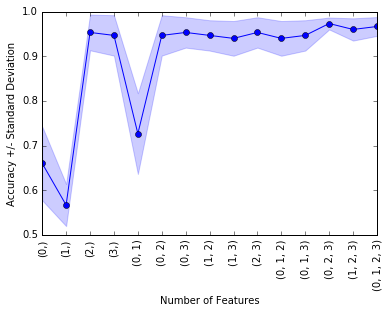 Accuracy +/- Standard Deviation
1.0
0.9
0.8
0.7
0.6
0.5
(0,)
(1,)
(2,)
(3,)
(0, 1)
(0, 2)
(0, 3)
(1, 2)
(1, 3)
(2, 3)
(0, 1, 2)
(0, 1, 3)
(0, 2, 3)
(1, 2, 3)
(0, 1, 2, 3)
Number of Features